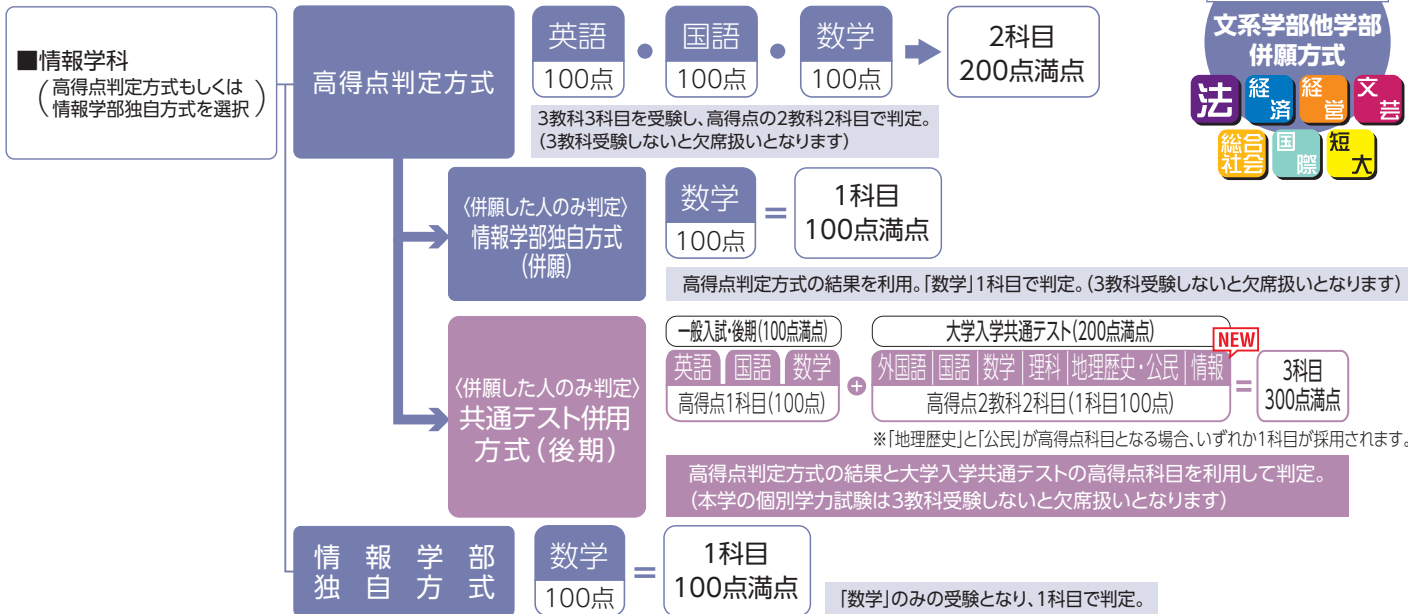 ■情報学科
(高得点判定方式もしくは
情報学部独自方式を選択)
高得点判定方式
英語
100点
・
国語
100点
・
数学
100点
2科目
200点満点
3教科3科目を受験し、高得点の2教科2科目で判定。
(3教科受験しないと欠席扱いとなります)
文系学部他学部
併願方式
法
経済
経営
文芸
総合社会
国際
短大
〈併願した人のみ判定〉
情報学部独自方式
(併願)
数学
100点
=
1科目
100点満点
高得点判定方式の結果を利用。「数学」1科目で判定。(3教科受験しないと欠席扱いとなります)
〈併願した人のみ判定〉
共通テスト併用
方式(後期)
一般入試・後期(100点満点)
英語 国語 数学
高得点1科目(100点)
+
大学入学共通テスト(200点満点)
NEW
外国語 国語 数学 理科 地理歴史・公民 情報
高得点2教科2科目(1科目100点)
=
3科目
300点満点
※「地理歴史」と「公民」が高得点科目となる場合、いずれか1科目が採用されます。
高得点判定方式の結果と大学入学共通テストの高得点科目を利用して判定。
(本学の個別学力試験は3教科受験しないと欠席扱いとなります)
情報学部
独自方式
数学
100点
=
1科目
100点満点
「数学」のみの受験となり、1科目で判定。